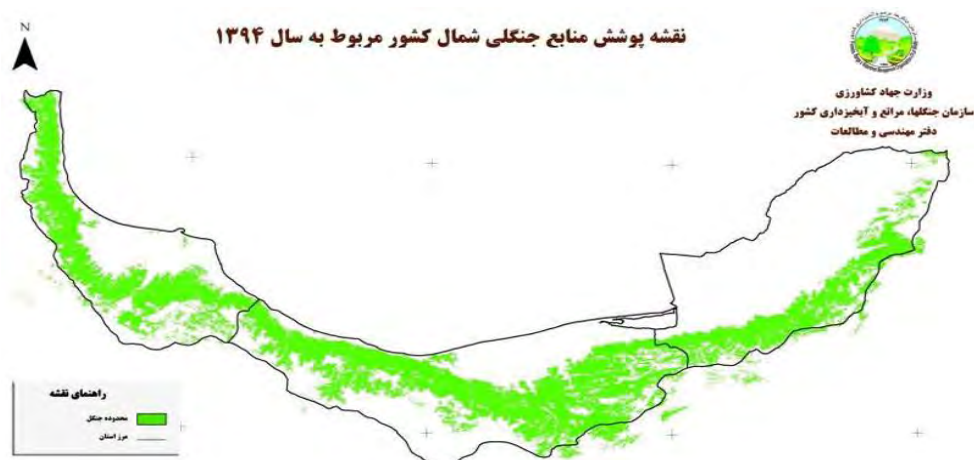 نقشه پوشش منابع جنگلی شمال کشور مربوط به سال ۱۳۹۴
وزارت جهاد کشاورزی
سازمان جنگلها، مراتع و آبخیزداری کشور
دفتر مهندسی و مطالعات
N
راهنمای نقشه
محدوده جنگل
مرز استان